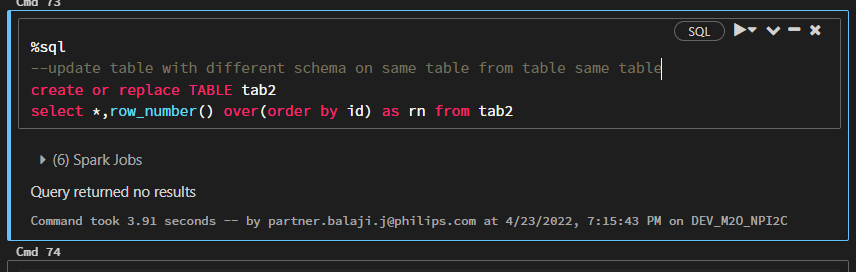 Cmd 73
SQL
%sql
--update table with different schema on same table from table same table
create or replace TABLE tab2
select *,row_number() over(order by id) as rn from tab2
(6) Spark Jobs
Query returned no results
Command took 3.91 seconds -- by partner.balaji.j@philips.com at 4/23/2022, 7:15:43 PM on DEV_M2O_NPI2C
Cmd 74